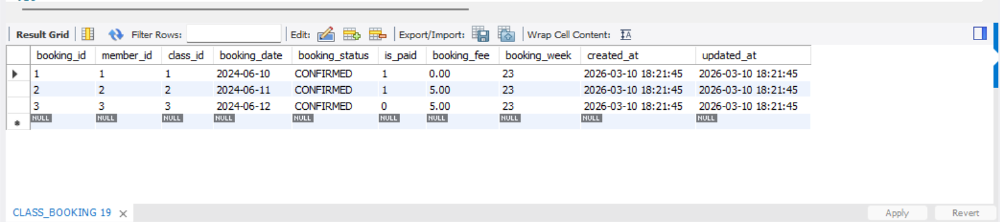 Result Grid Filter Rows: Edit: Export/Import: Wrap Cell Content: IA
booking_id member_id class_id booking_date booking_status is_paid booking_fee booking_week created_at updated_at
1 1 1 2024-06-10 CONFIRMED 1 0.00 23 2026-03-10 18:21:45 2026-03-10 18:21:45
2 2 2 2024-06-11 CONFIRMED 1 5.00 23 2026-03-10 18:21:45 2026-03-10 18:21:45
3 3 3 2024-06-12 CONFIRMED 0 5.00 23 2026-03-10 18:21:45 2026-03-10 18:21:45
NULL NULL NULL NULL NULL NULL NULL NULL NULL
CLASS_BOOKING 19 Apply Revert